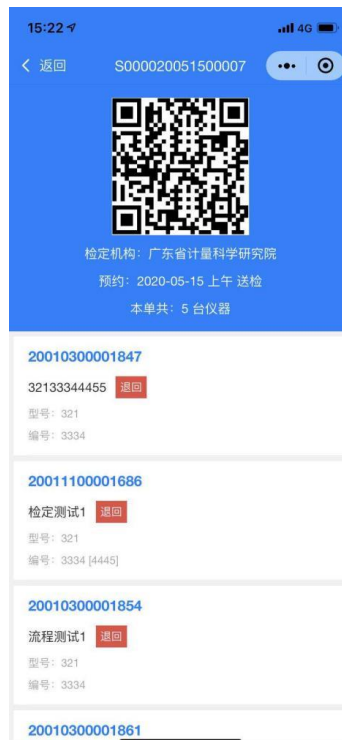 15:22
4G
返回
S000020051500007
检定机构：广东省计量科学研究院
预约：2020-05-15 上午 送检
本单共：5 台仪器
20010300001847
32133344455 退回
型号：321
编号：3334
20011100001686
检定测试1 退回
型号：321
编号：3334 [4445]
20010300001854
流程测试1 退回
型号：321
编号：3334
20010300001861